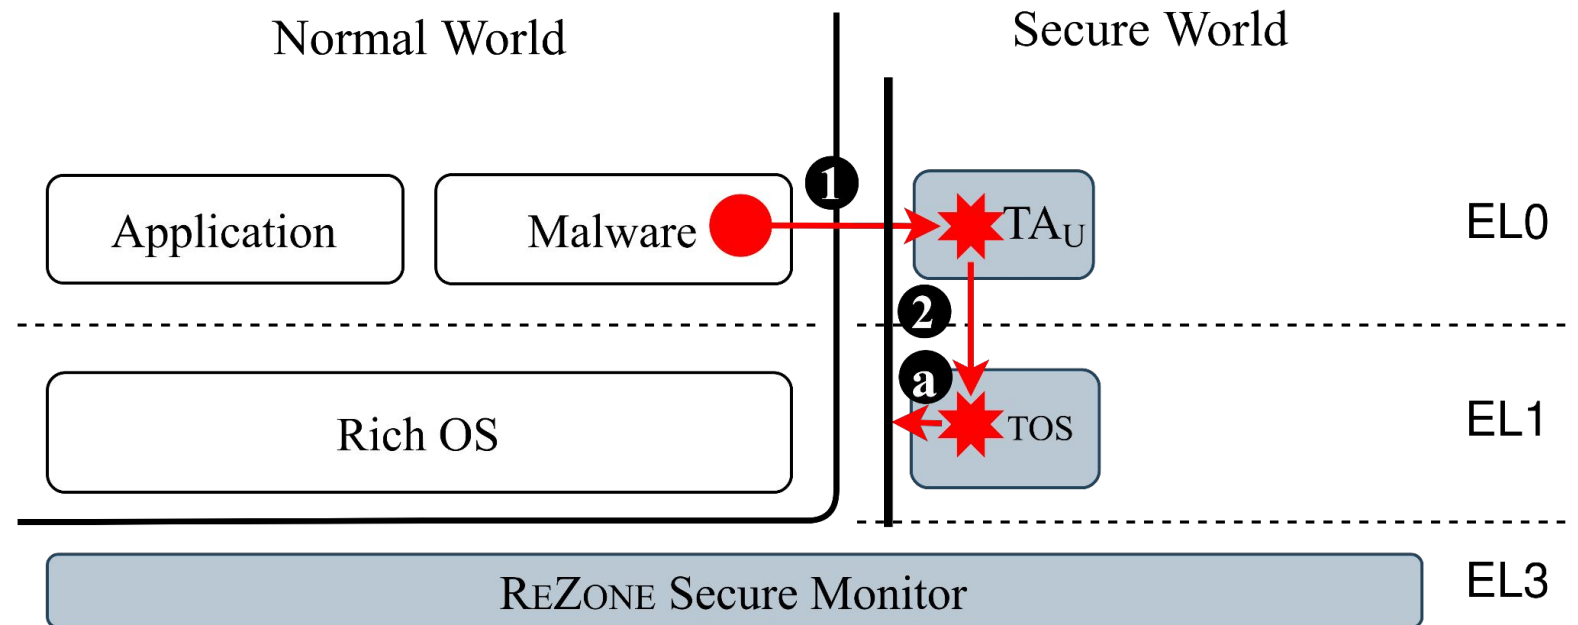 Normal World
Secure World
1
Application
Malware
TAU
EL0
2
a
Rich OS
TOS
EL1
REZONE Secure Monitor
EL3